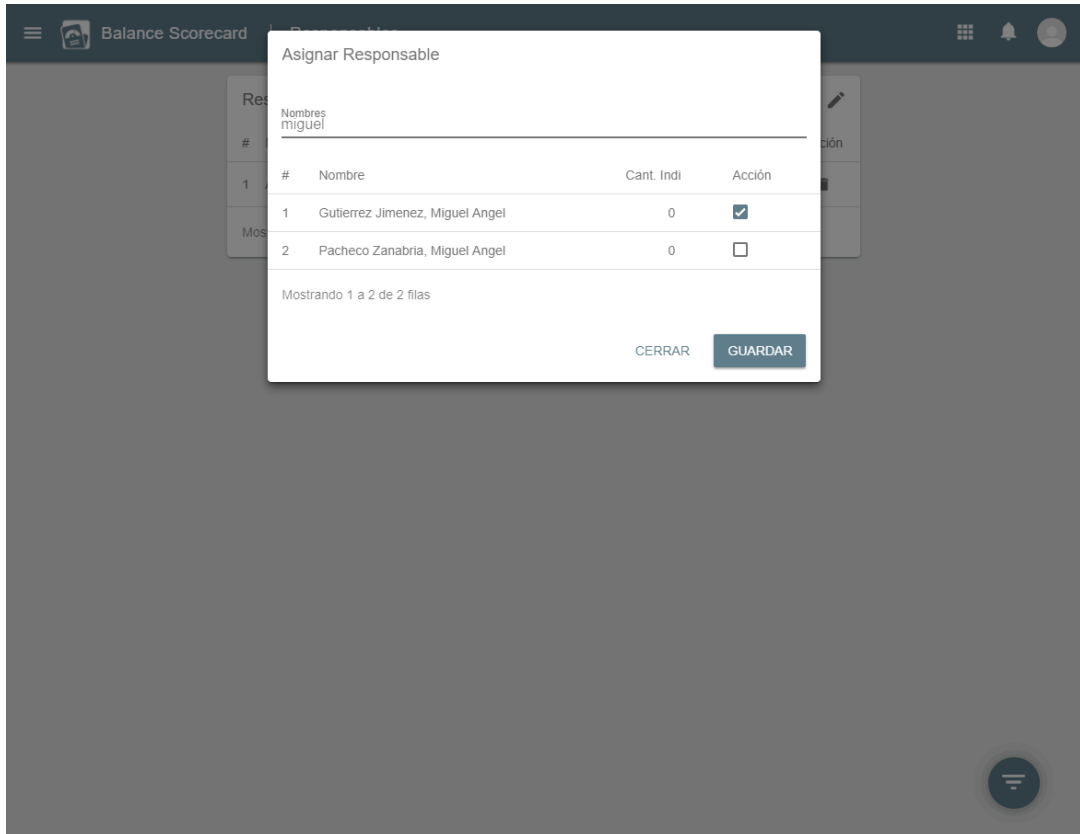 Balance Scorecard
Asignar Responsable
Nombres
miguel
# Nombre Cant. Indi Acción
1 Gutierrez Jimenez, Miguel Angel 0
2 Pacheco Zanabria, Miguel Angel 0
Mostrando 1 a 2 de 2 filas
CERRAR GUARDAR
#
1